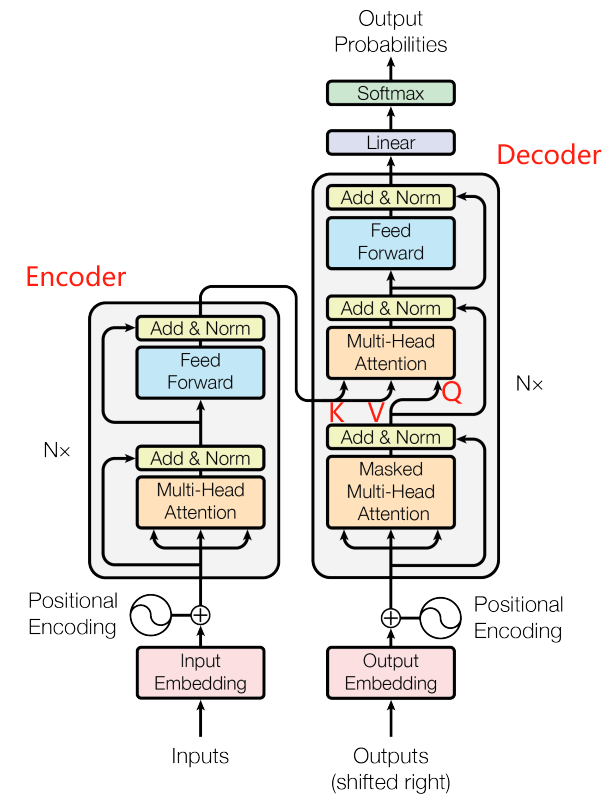 Output
Probabilities
Softmax
Linear
Decoder
Add & Norm
Feed
Forward
Add & Norm
Multi-Head
Attention
K
V
Q
N×
Add & Norm
Masked
Multi-Head
Attention
Encoder
Add & Norm
Feed
Forward
N×
Add & Norm
Multi-Head
Attention
Positional
Encoding
Positional
Encoding
Input
Embedding
Output
Embedding
Inputs
Outputs
(shifted right)